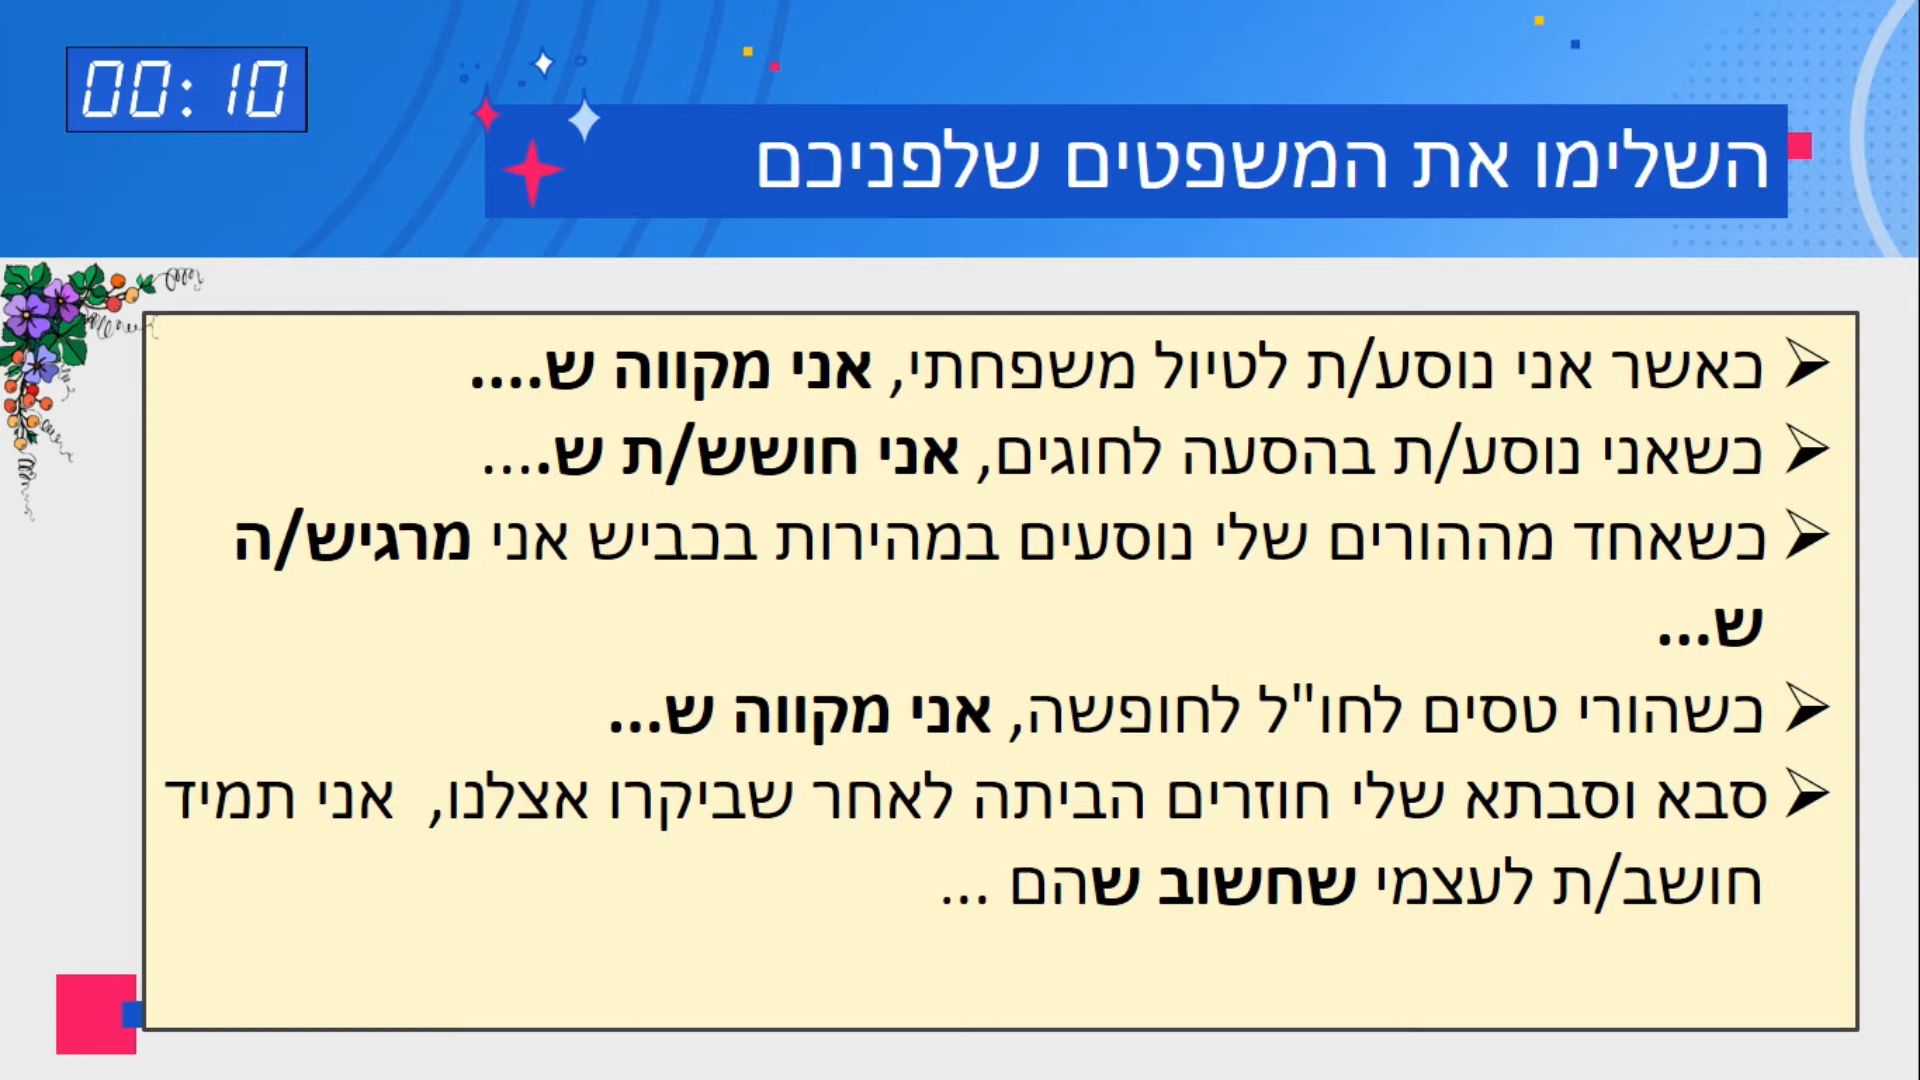 00:10
השלימו את המשפטים שלפניכם
כאשר אני נוסע/ת לטיול משפחתי, אני מקווה ש....
כשאני נוסע/ת בהסעה לחוגים, אני חושש/ת ש....
כשאחד מההורים שלי נוסעים במהירות בכביש אני מרגיש/ה
ש...
כשהורי טסים לחו"ל לחופשה, אני מקווה ש...
סבא וסבתא שלי חוזרים הביתה לאחר שביקרו אצלנו,  אני תמיד
חושב/ת לעצמי שחשוב שהם ...